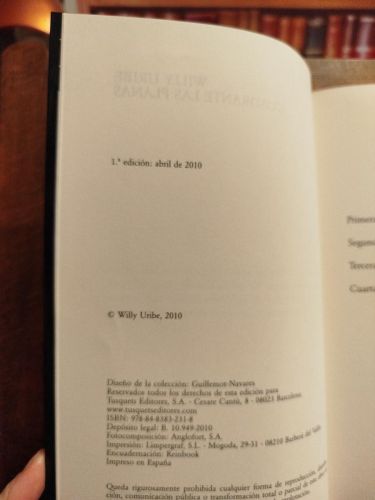 1.ª edición: abril de 2010
© Willy Uribe, 2010
Diseño de la colección: Guillemot-Navares
Reservados todos los derechos de esta edición para
Tusquets Editores, S.A. - Cesare Cantù, 8 - 08023 Barcelona
www.tusquetseditores.com
ISBN: 978-84-8383-231-8
Depósito legal: B. 10.949-2010
Fotocomposición: Anglofort, S.A.
Impresión: Limpergraf, S.L. - Mogoda, 29-31 - 08210 Barberà del Vallès
Encuadernación: Reinbook
Impreso en España
Queda rigurosamente prohibida cualquier forma de reproducción, distribu-
ción, comunicación pública o transformación total o parcial de esta obra
Primera
Segund
Tercera
Cuarta